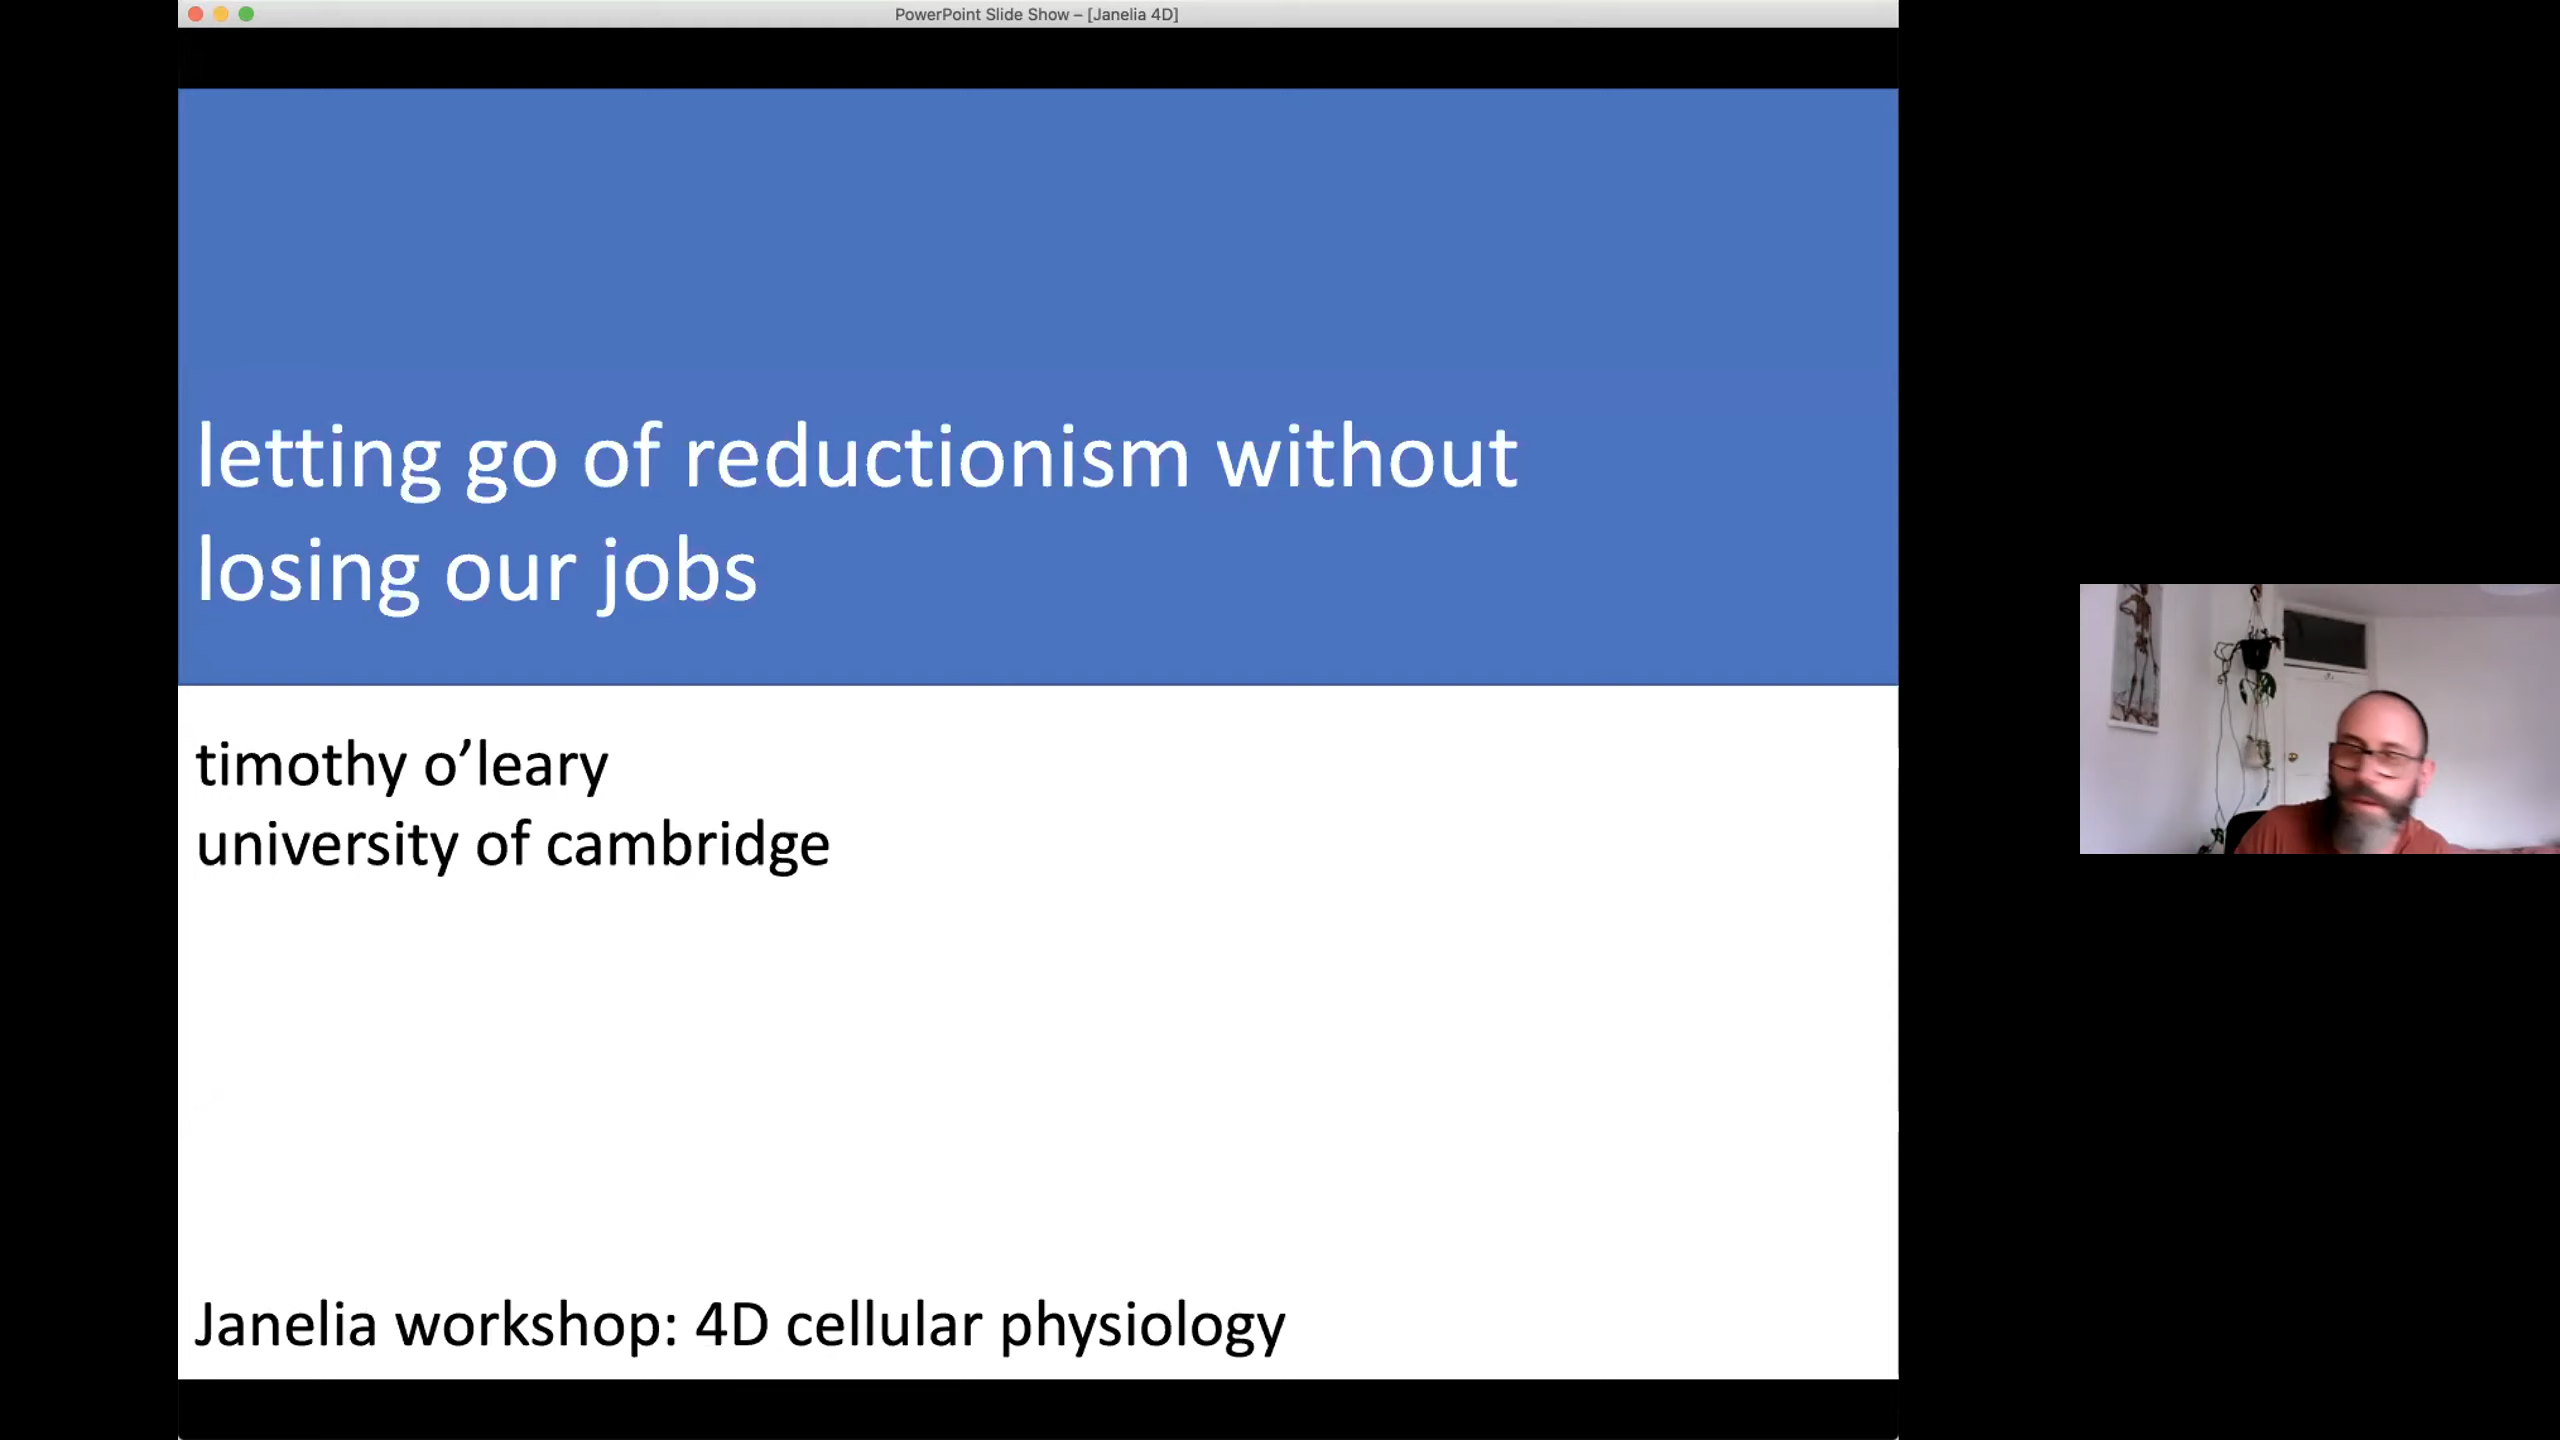 PowerPoint Slide Show – [Janelia 4D]
letting go of reductionism without
losing our jobs
timothy o’leary
university of cambridge
Janelia workshop: 4D cellular physiology